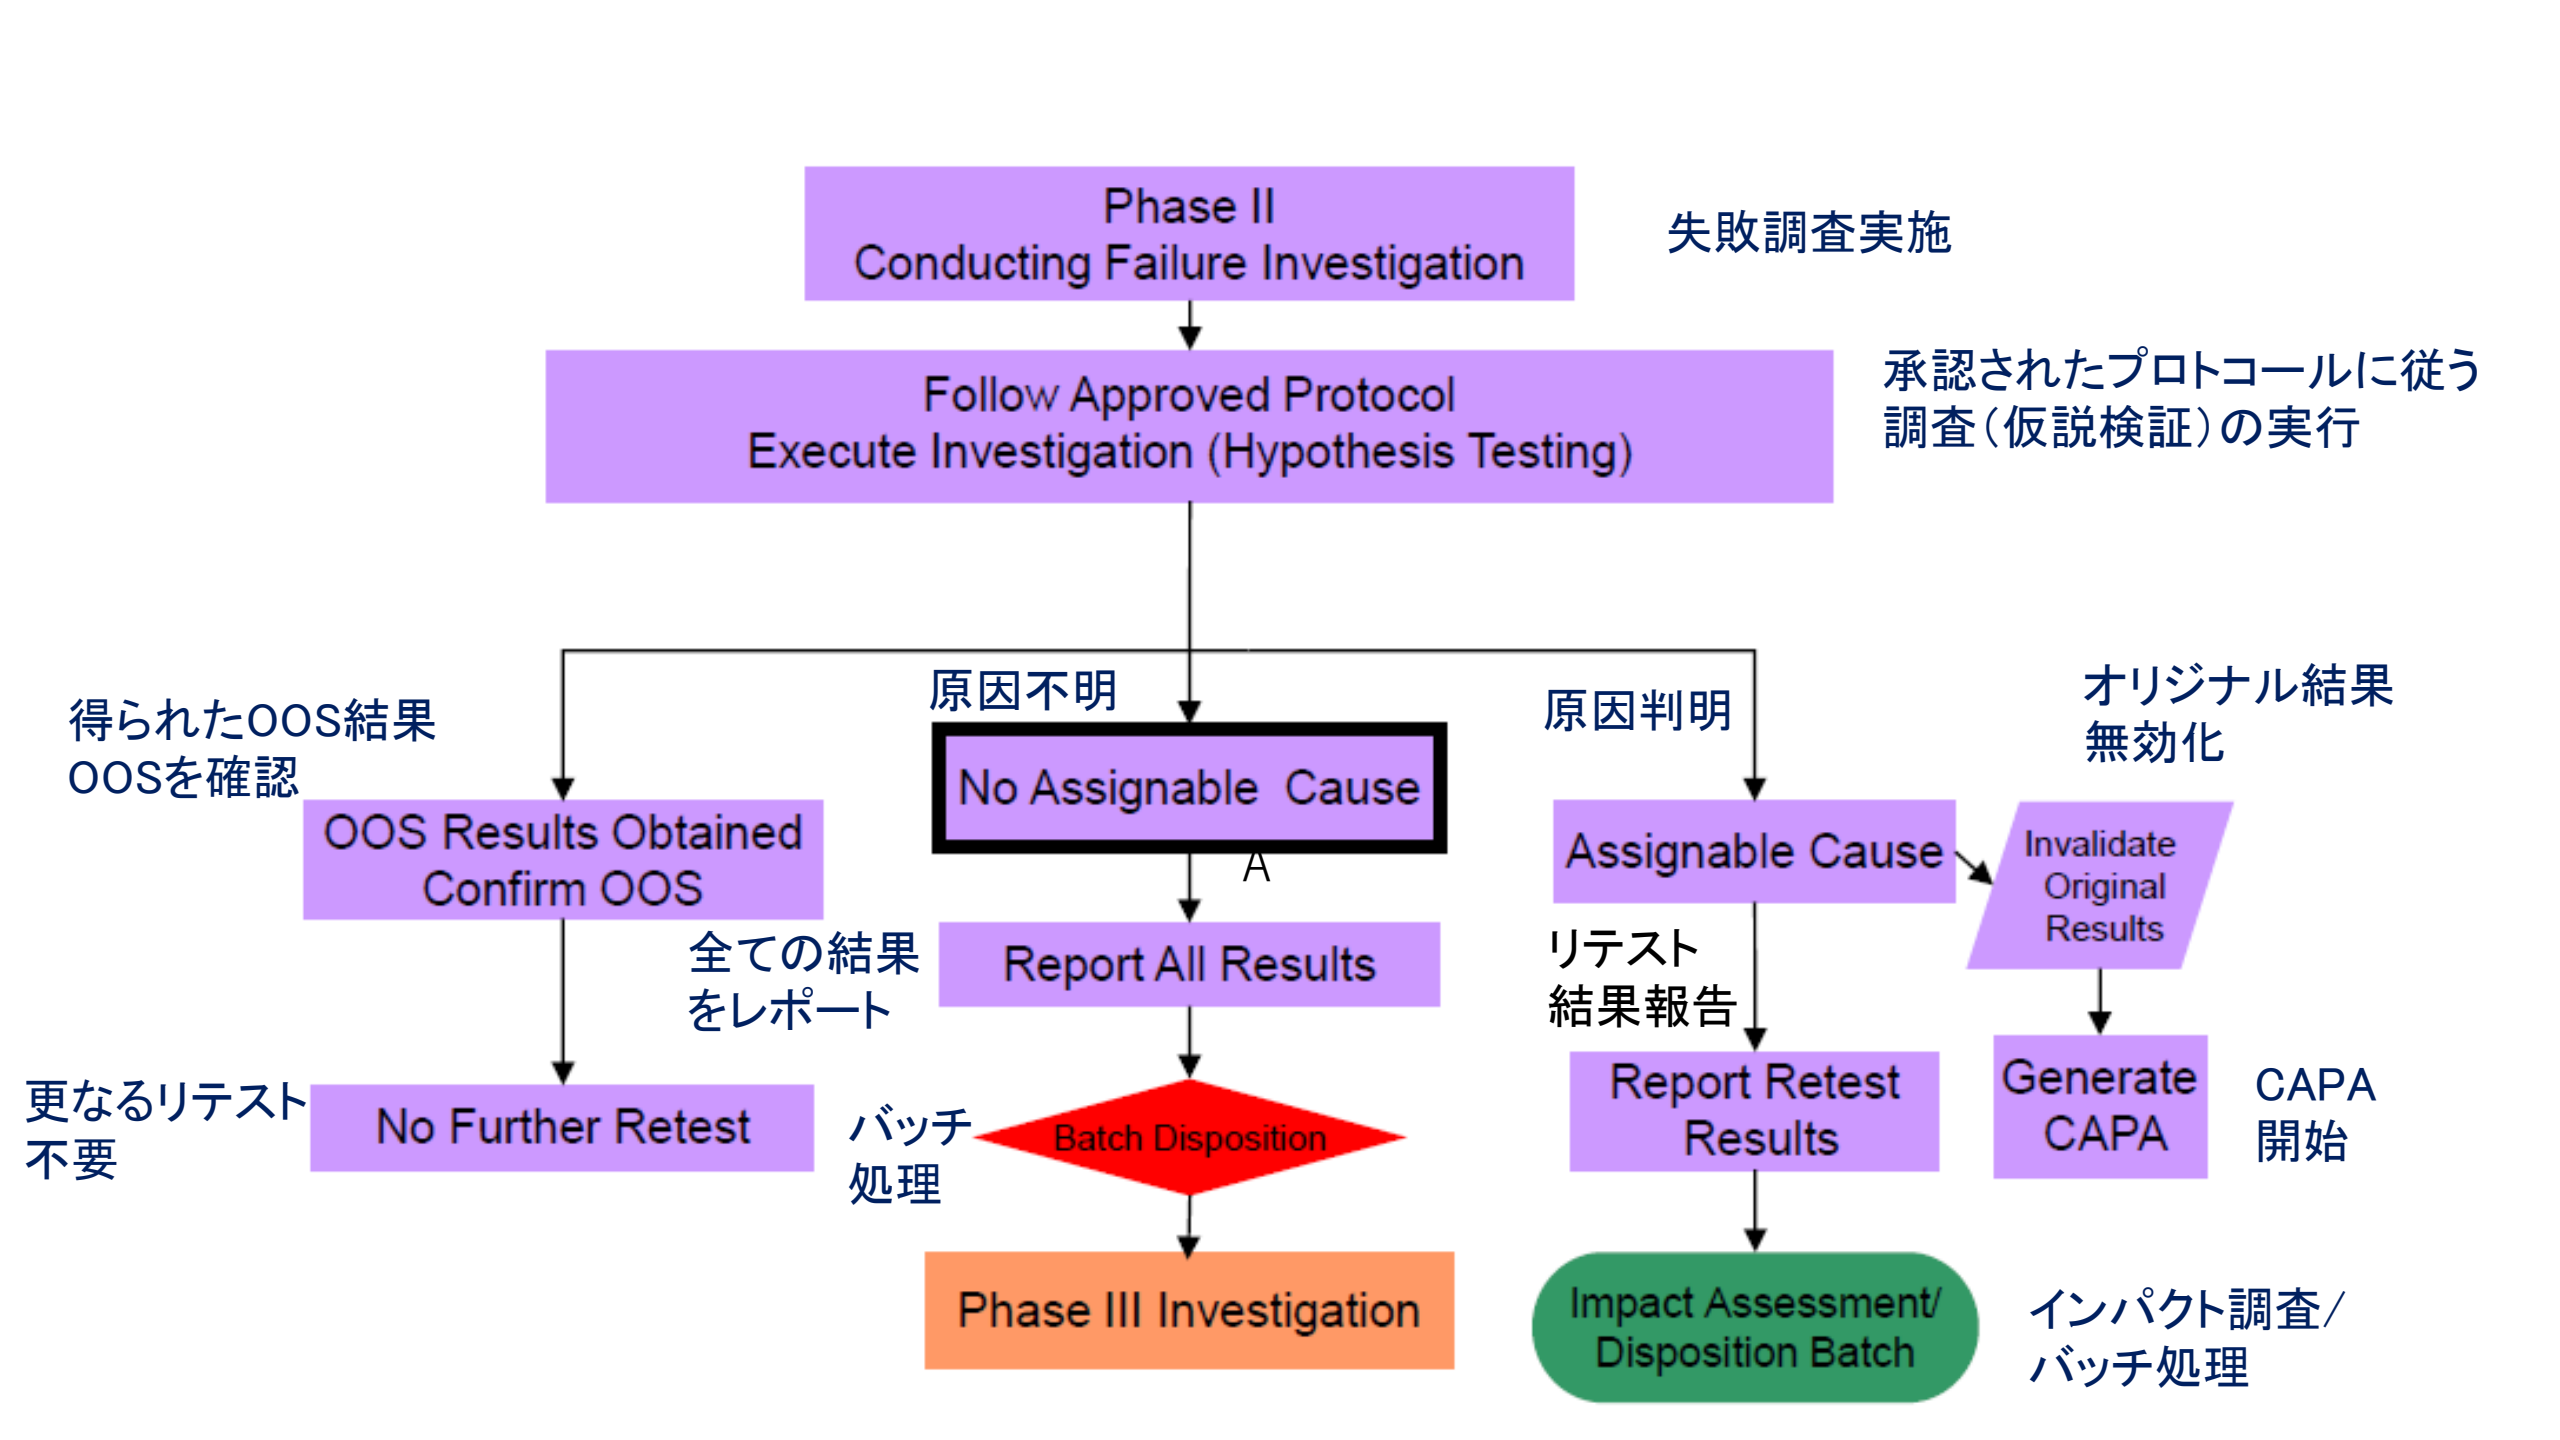 Phase II
Conducting Failure Investigation
失敗調査実施
Follow Approved Protocol
Execute Investigation (Hypothesis Testing)
承認されたプロトコールに従う
調査(仮説検証)の実行
得られたOOS結果
OOSを確認
OOS Results Obtained
Confirm OOS
更なるリテスト
不要
No Further Retest
原因不明
No Assignable Cause
A
全ての結果
をレポート
Report All Results
バッチ
処理
Batch Disposition
Phase III Investigation
原因判明
Assignable Cause
リテスト
結果報告
Report Retest
Results
Impact Assessment/
Disposition Batch
インパクト調査/
バッチ処理
オリジナル結果
無効化
Invalidate
Original
Results
Generate
CAPA
CAPA
開始